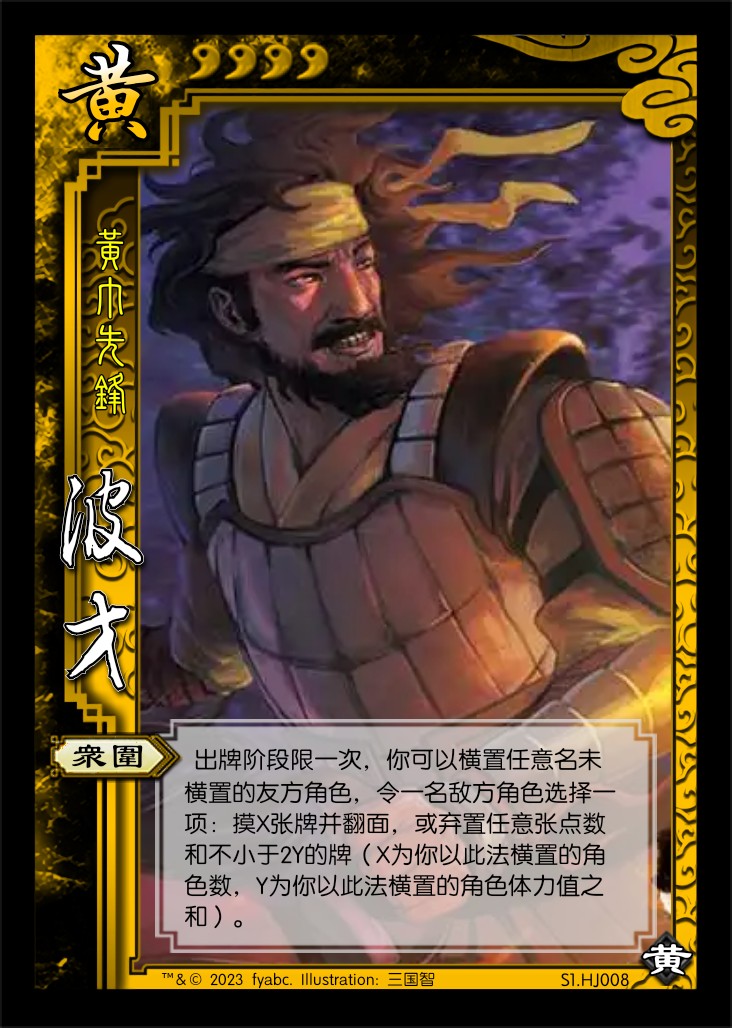 黄
黃巾先鋒
波才
衆圍
出牌阶段限一次，你可以横置任意名未
横置的友方角色，令一名敌方角色选择一
项：摸X张牌并翻面，或弃置任意张点数
和不小于2Y的牌（X为你以此法横置的角
色数，Y为你以此法横置的角色体力值之
和）。
™&© 2023 fyabc. Illustration: 三国智
S1.HJ008
黄